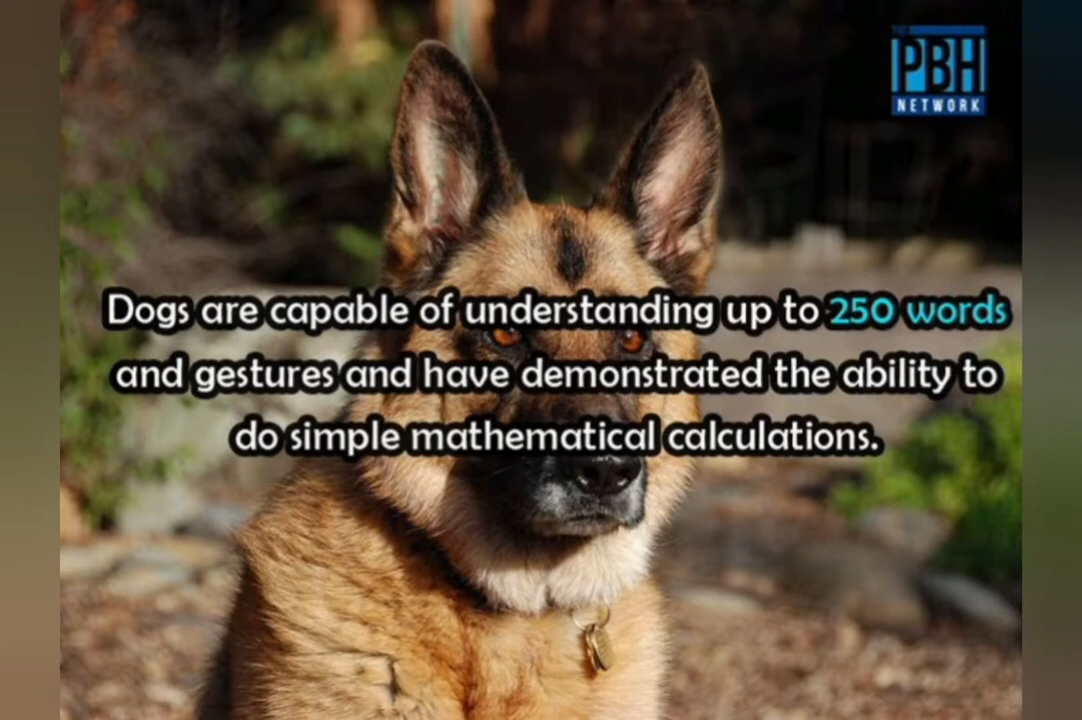 PBH
NETWORK
Dogs are capable of understanding up to 250 words
and gestures and have demonstrated the ability to
do simple mathematical calculations.